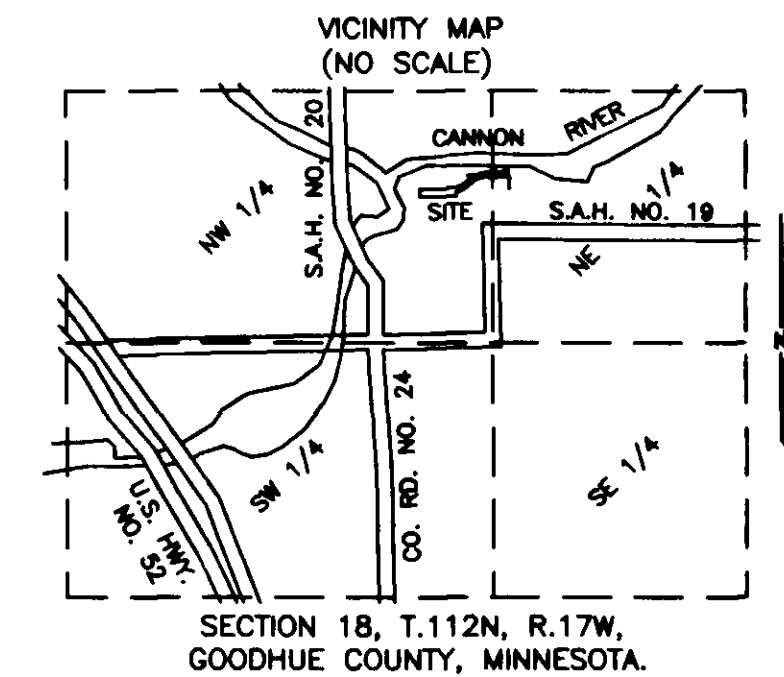 VICINITY MAP
(NO SCALE)
S.A.H. NO. 20
CANNON RIVER
NW 1/4
SITE
1/4
S.A.H. NO. 19
NE
CO. RD. NO. 24
SW 1/4
SE 1/4
U.S. HWY.
NO. 52
SECTION 18, T.112N, R.17W,
GOODHUE COUNTY, MINNESOTA.